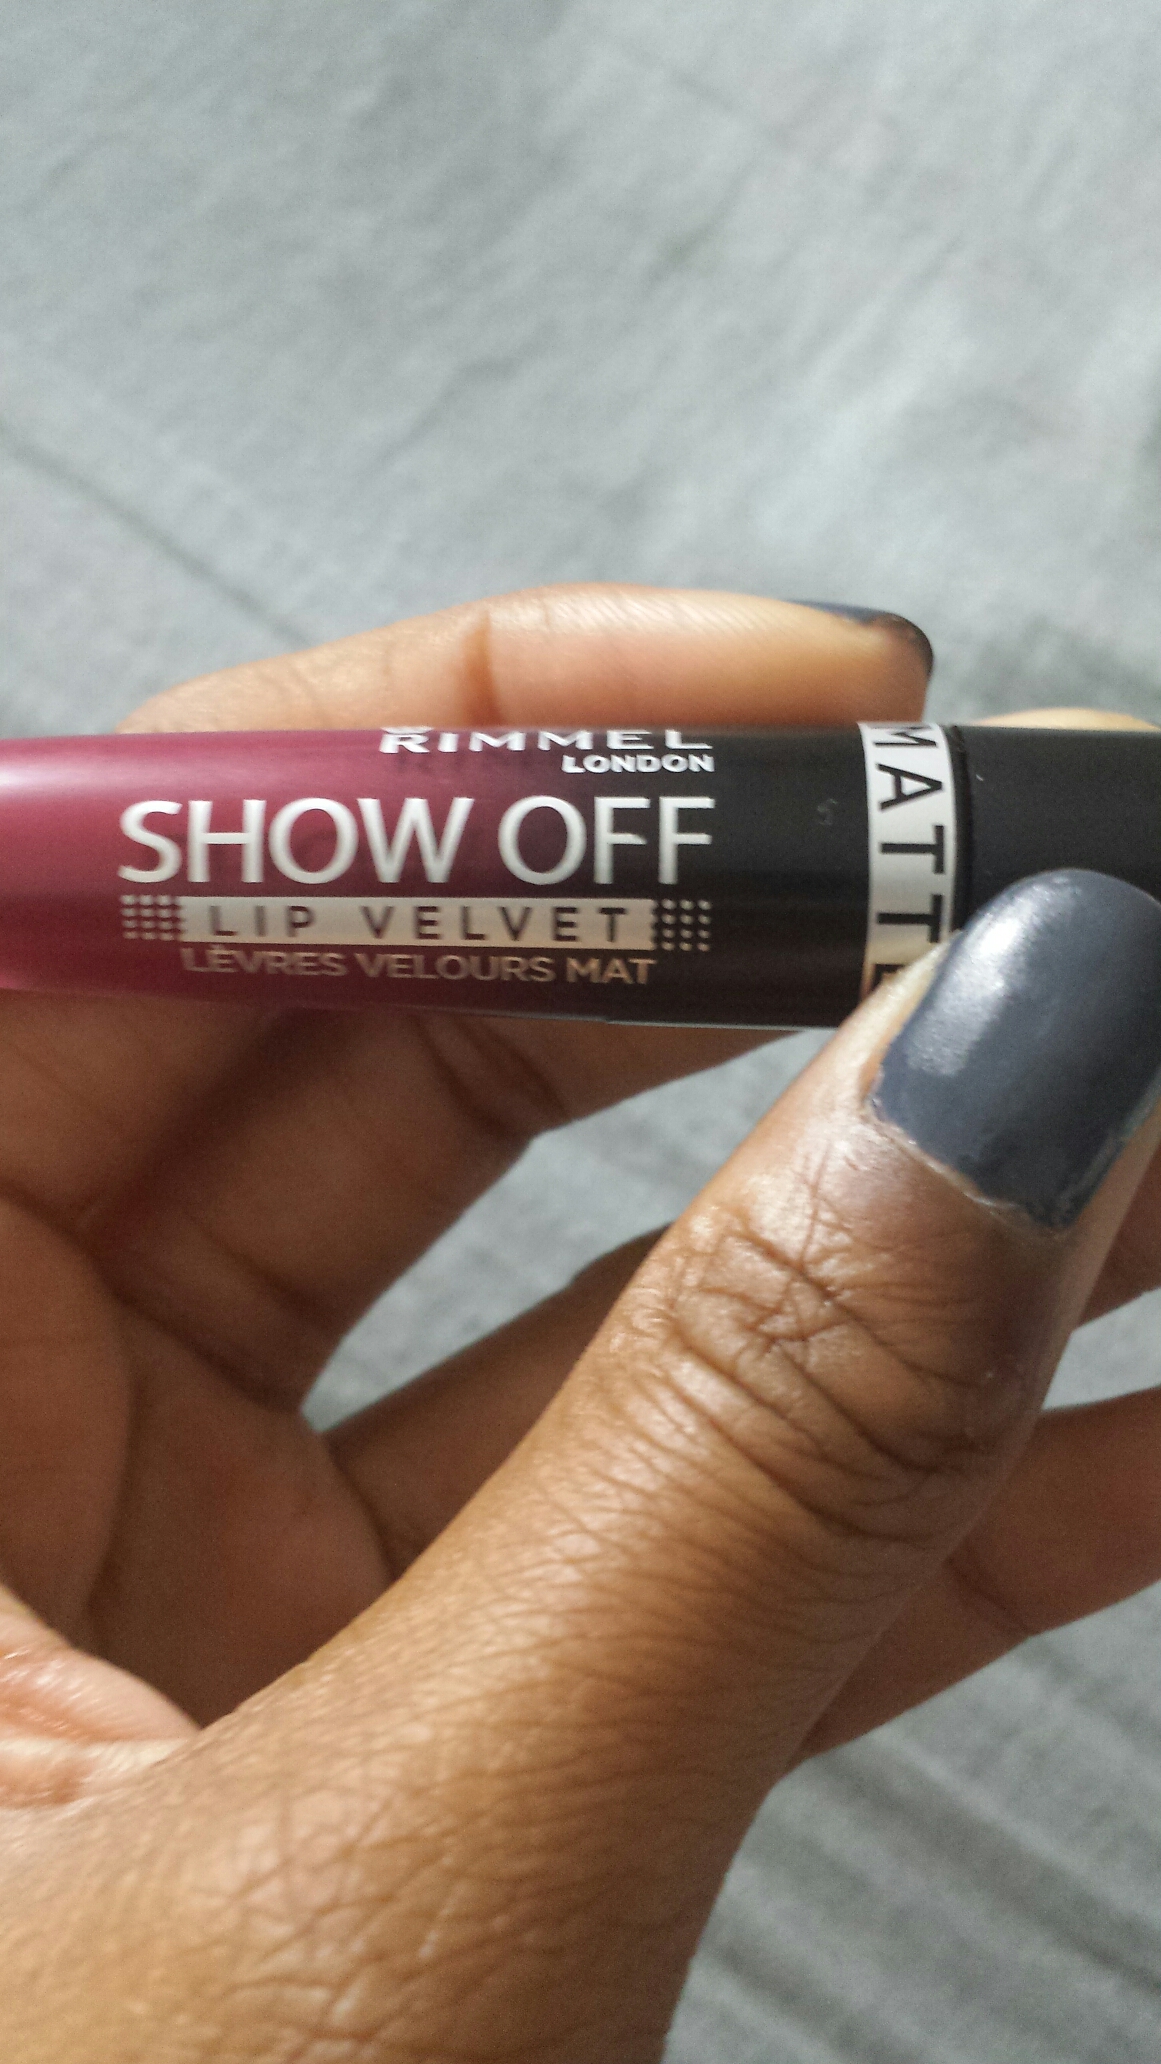 RIMMEL
LONDON
SHOW OFF
LIP VELVET
LÈVRES VELOURS MAT
MATTE